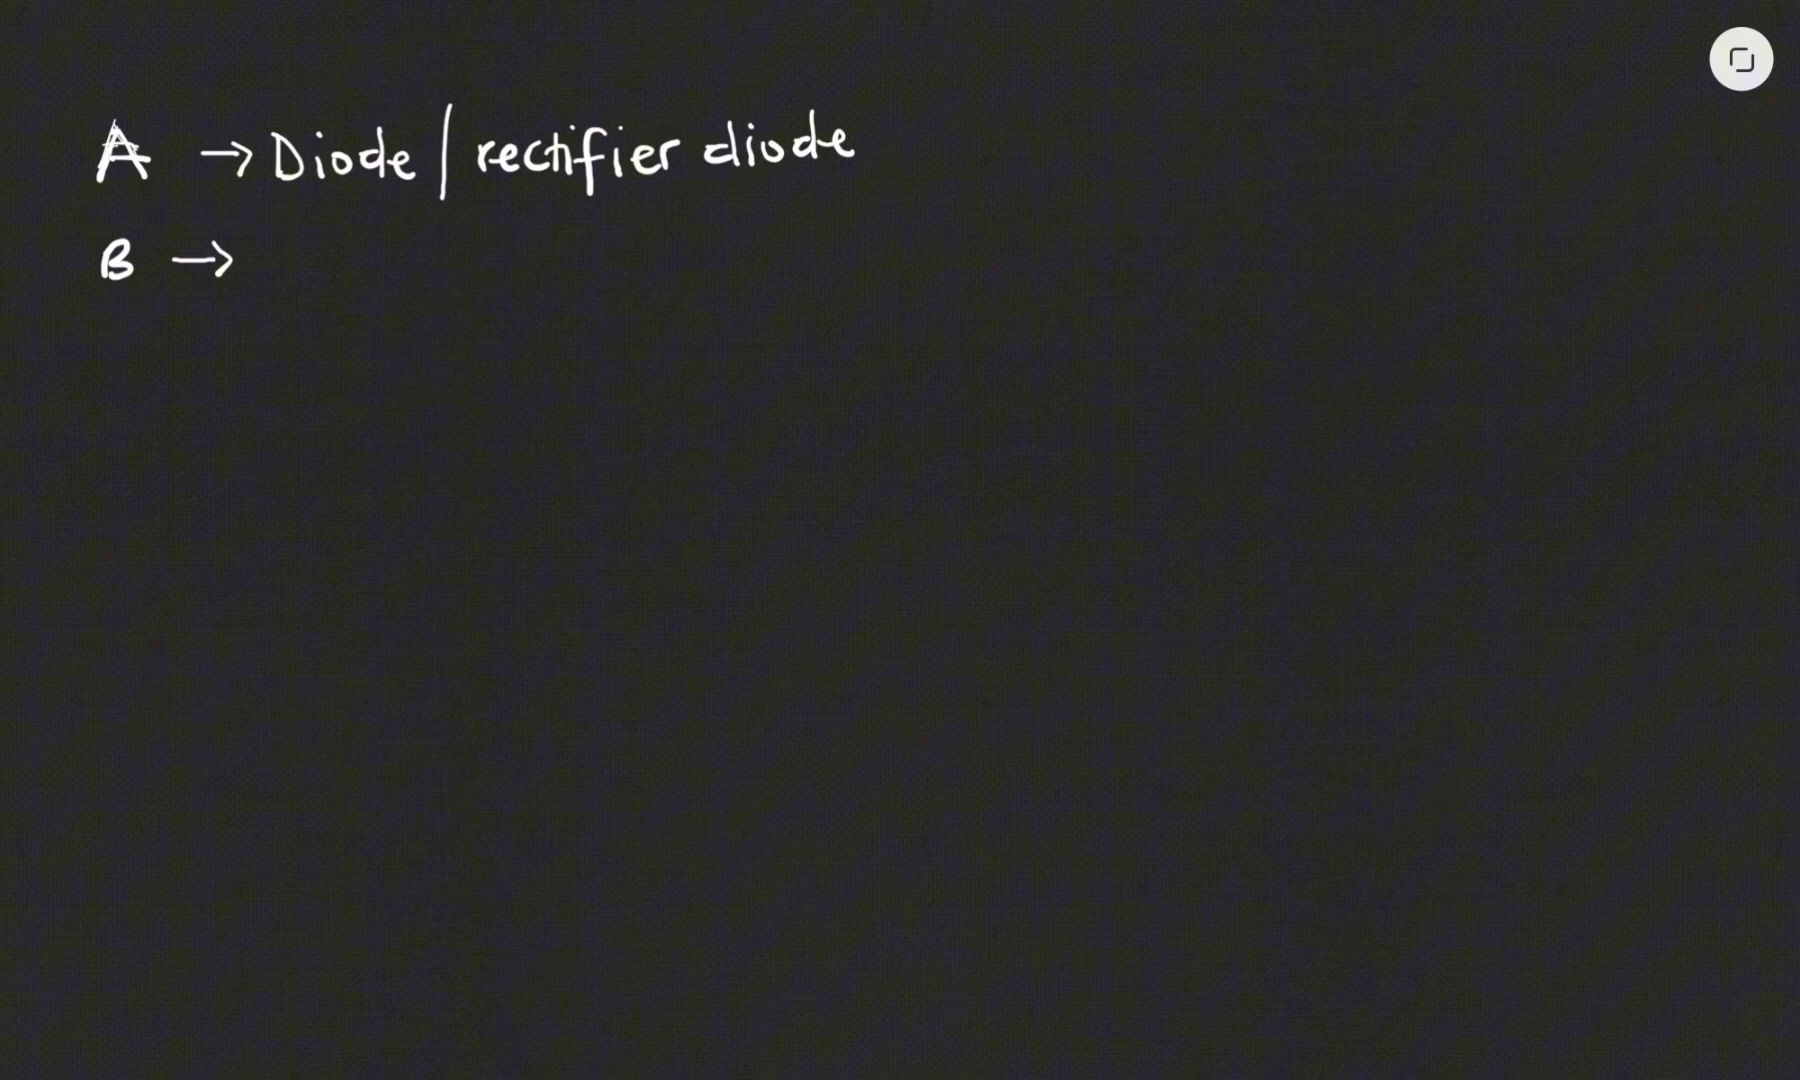 A → Diode / rectifier diode
B →